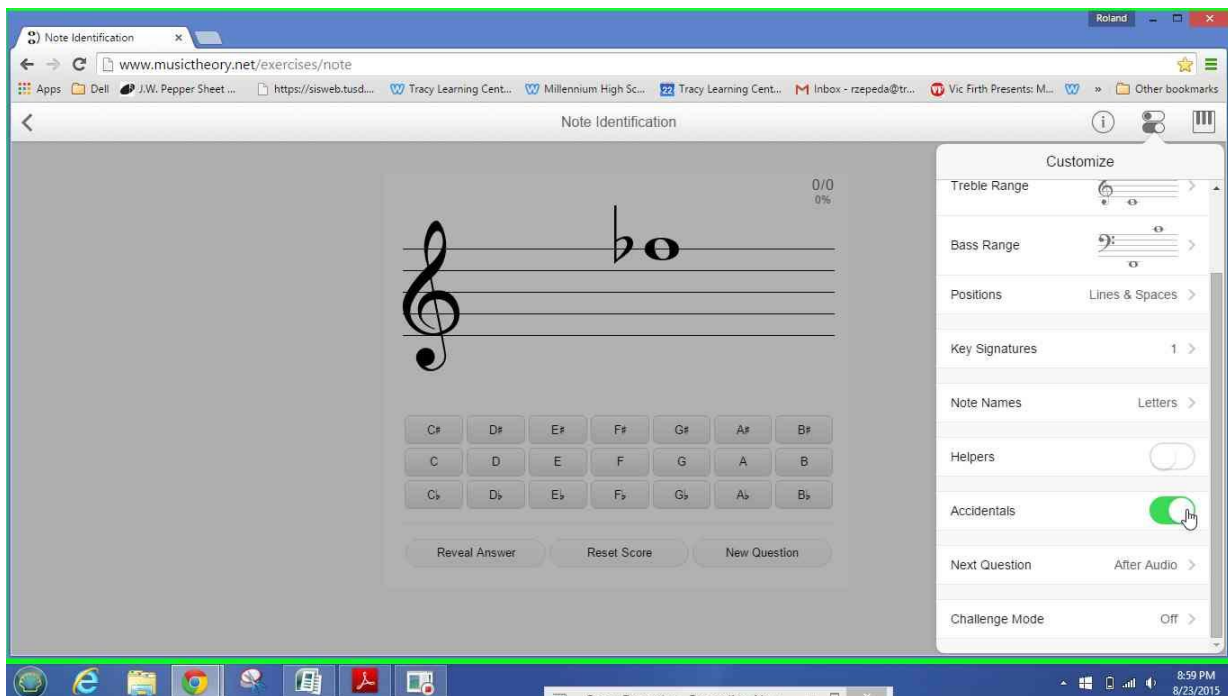 Roland
Note Identification
www.musictheory.net/exercises/note
Apps Dell J.W. Pepper Sheet ... https://sisweb.tusd.... Tracy Learning Cent... Millennium High Sc... Tracy Learning Cent... Inbox - rzepeda@tr... Vic Firth Presents: M... » Other bookmarks
Note Identification
Customize
0/0
0%
Treble Range
Bass Range
Positions Lines & Spaces
Key Signatures 1
Note Names Letters
C# D# E# F# G# A# B#
C D E F G A B
C♭ D♭ E♭ F♭ G♭ A♭ B♭
Helpers
Accidentals
Reveal Answer Reset Score New Question
Next Question After Audio
Challenge Mode Off
8:59 PM
8/23/2015